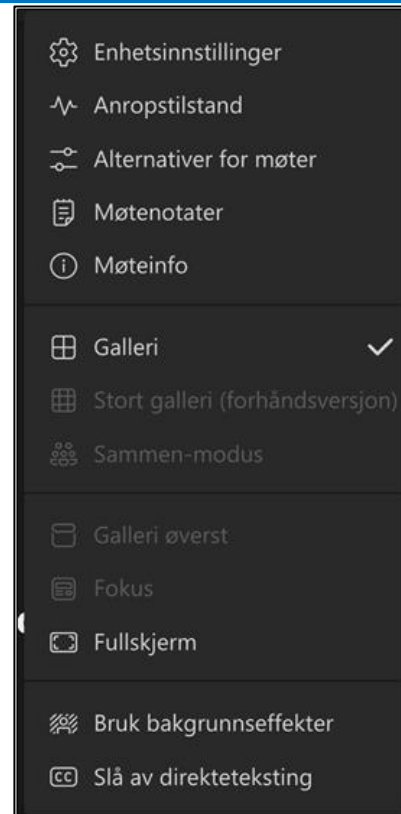 Enhetsinnstillinger
Anropstilstand
Alternativer for møter
Møtenotater
Møteinfo
Galleri
Stort galleri (forhåndsversjon)
Sammen-modus
Galleri øverst
Fokus
Fullskjerm
Bruk bakgrunnseffekter
CC Slå av direkteteksting